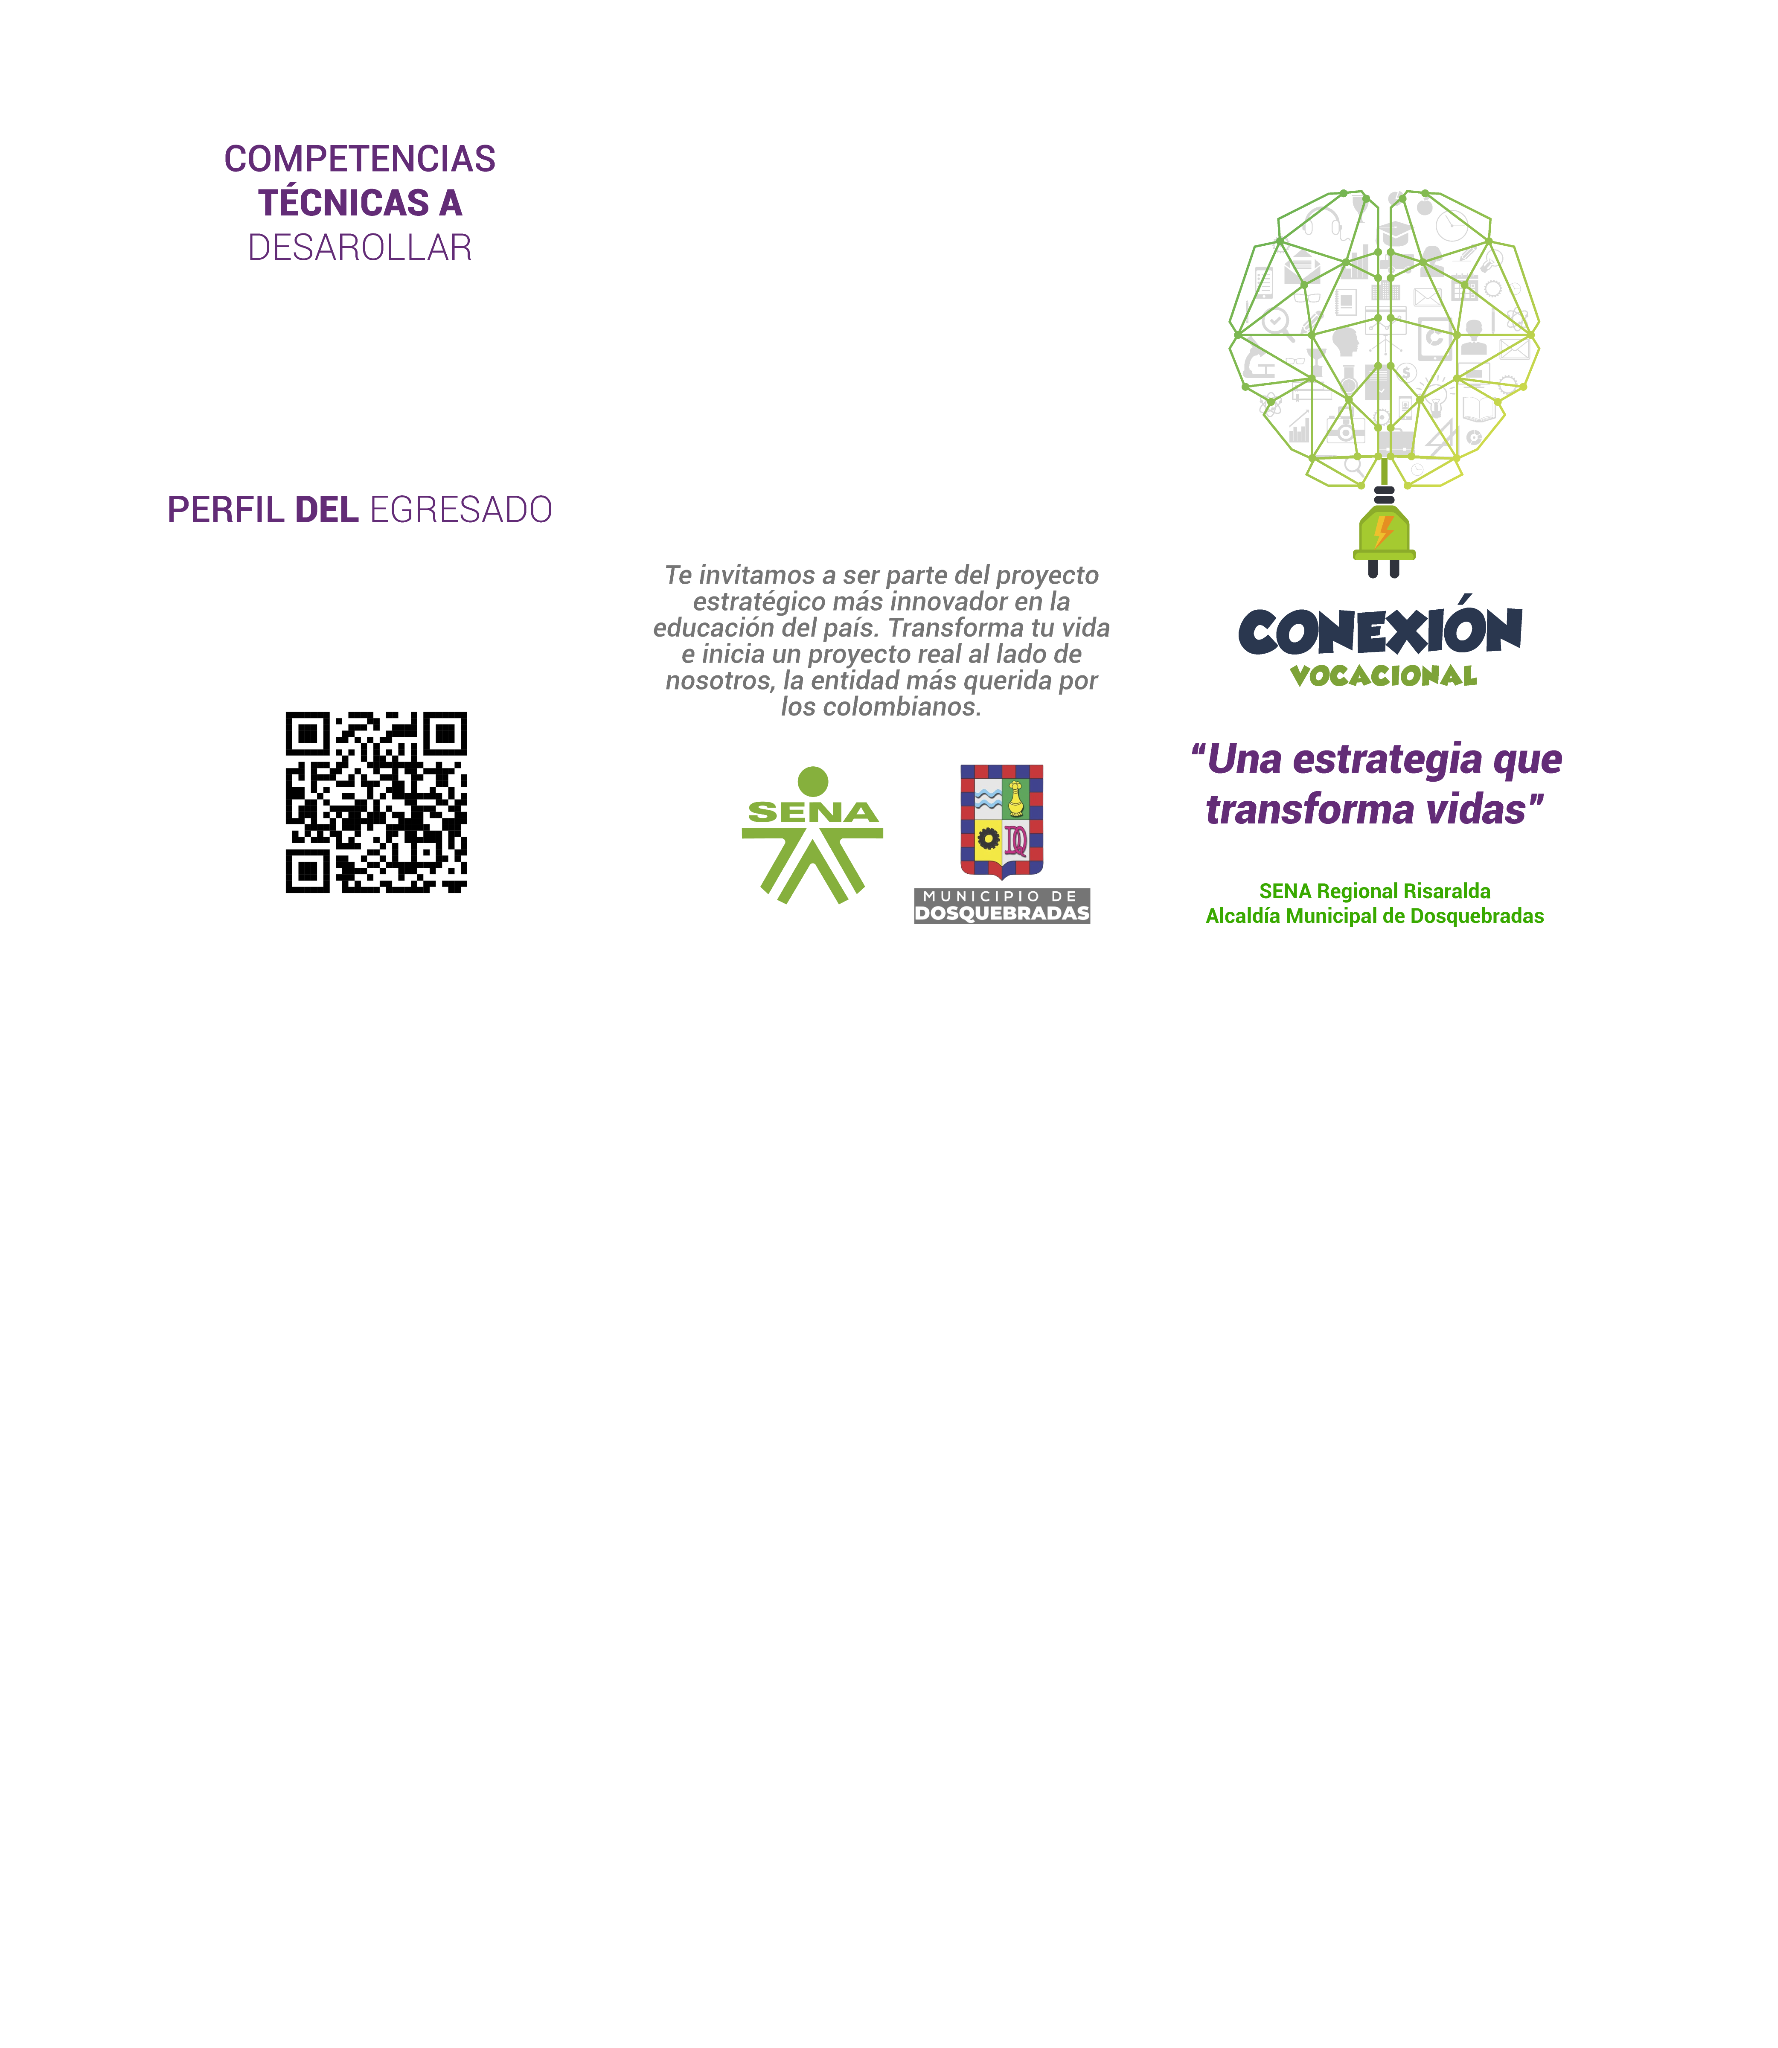 COMPETENCIAS
TÉCNICAS A
DESAROLLAR
PERFIL DEL EGRESADO
Te invitamos a ser parte del proyecto
estratégico más innovador en la
educación del país. Transforma tu vida
e inicia un proyecto real al lado de
nosotros, la entidad más querida por
los colombianos.
SENA
DQ
MUNICIPIO DE
DOSQUEBRADAS
CONEXIÓN
VOCACIONAL
“Una estrategia que
transforma vidas”
SENA Regional Risaralda
Alcaldía Municipal de Dosquebradas